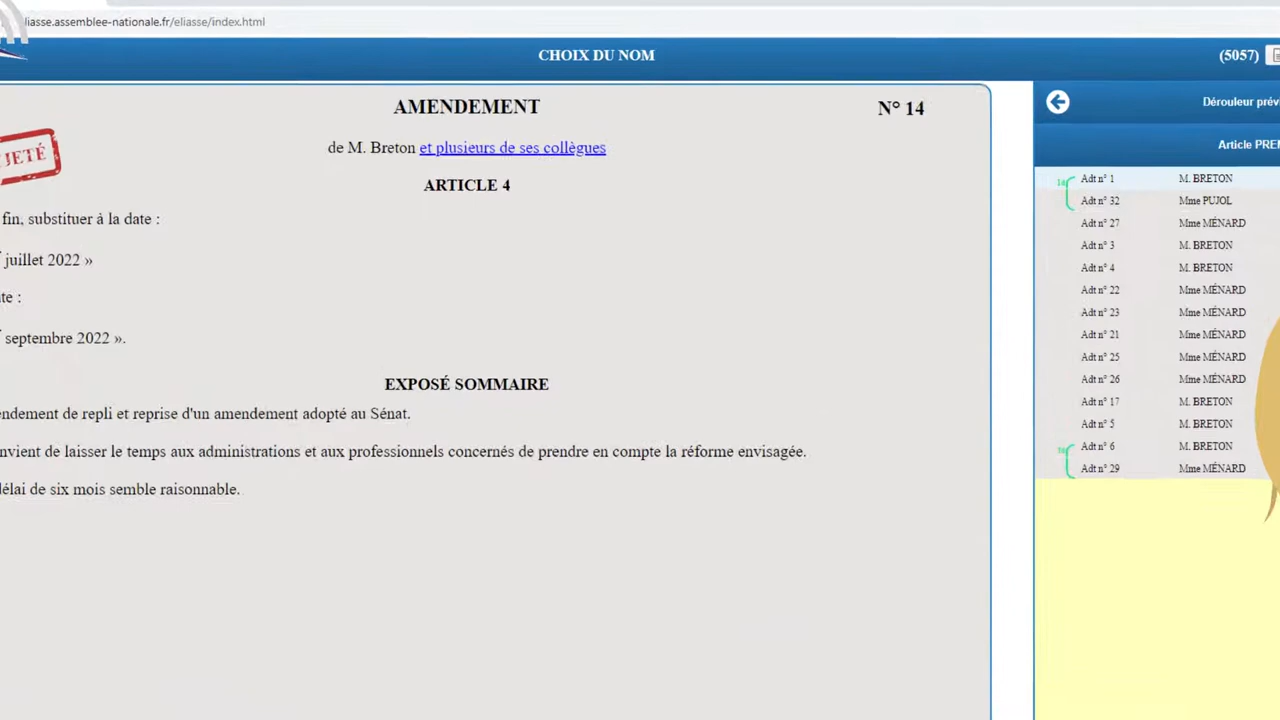 iasse.assemblee-nationale.fr/eliasse/index.html
CHOIX DU NOM
(5057)
AMENDEMENT
N° 14
JETÉ
de M. Breton et plusieurs de ses collègues
ARTICLE 4
fin, substituer à la date :
juillet 2022 »
te :
septembre 2022 ».
EXPOSÉ SOMMAIRE
endement de repli et reprise d'un amendement adopté au Sénat.
nvient de laisser le temps aux administrations et aux professionnels concernés de prendre en compte la réforme envisagée.
délai de six mois semble raisonnable.
Dérouleur prévi
Article PREM
Adt n° 1 M. BRETON
Adt n° 32 Mme PUJOL
Adt n° 27 Mme MÉNARD
Adt n° 3 M. BRETON
Adt n° 4 M. BRETON
Adt n° 22 Mme MÉNARD
Adt n° 23 Mme MÉNARD
Adt n° 21 Mme MÉNARD
Adt n° 25 Mme MÉNARD
Adt n° 26 Mme MÉNARD
Adt n° 17 M. BRETON
Adt n° 5 M. BRETON
Adt n° 6 M. BRETON
Adt n° 29 Mme MÉNARD